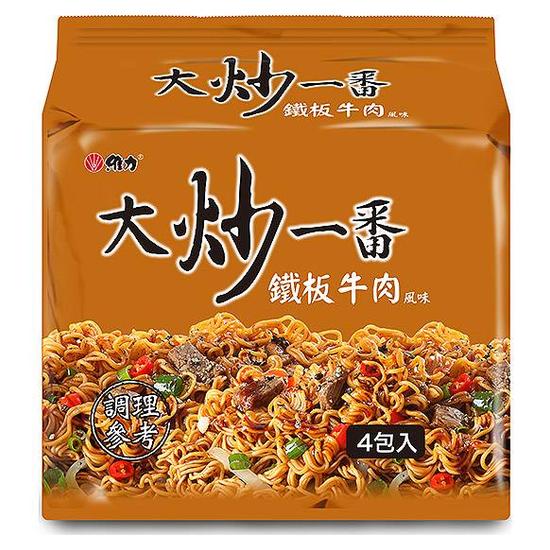 大炒一番
鐵板牛肉風味
維力
大炒一番
鐵板牛肉風味
調理
參考
4包入